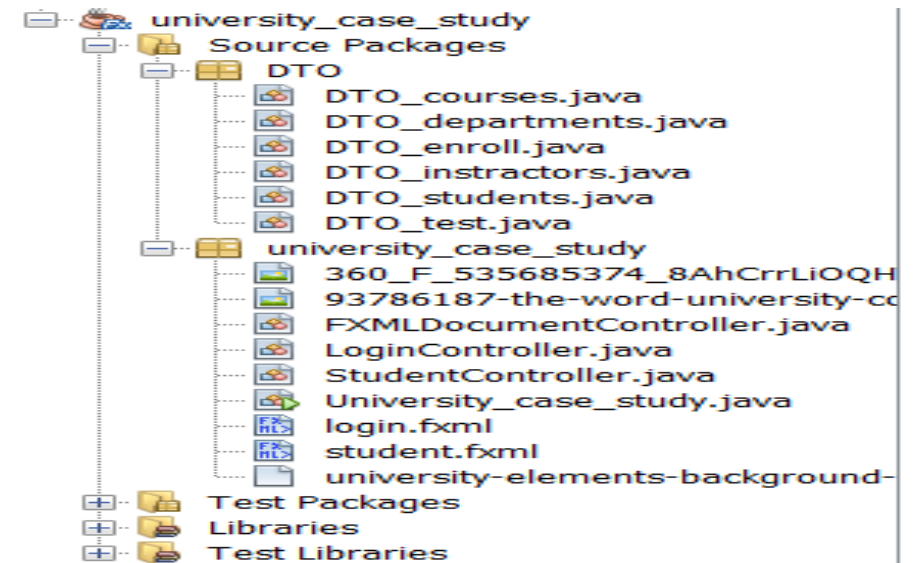 university_case_study
Source Packages
DTO
DTO_courses.java
DTO_departments.java
DTO_enroll.java
DTO_instractors.java
DTO_students.java
DTO_test.java
university_case_study
360_F_535685374_8AhCrrLiOQH
93786187-the-word-university-co
FXMLDocumentController.java
LoginController.java
StudentController.java
University_case_study.java
login.fxml
student.fxml
university-elements-background-
Test Packages
Libraries
Test Libraries